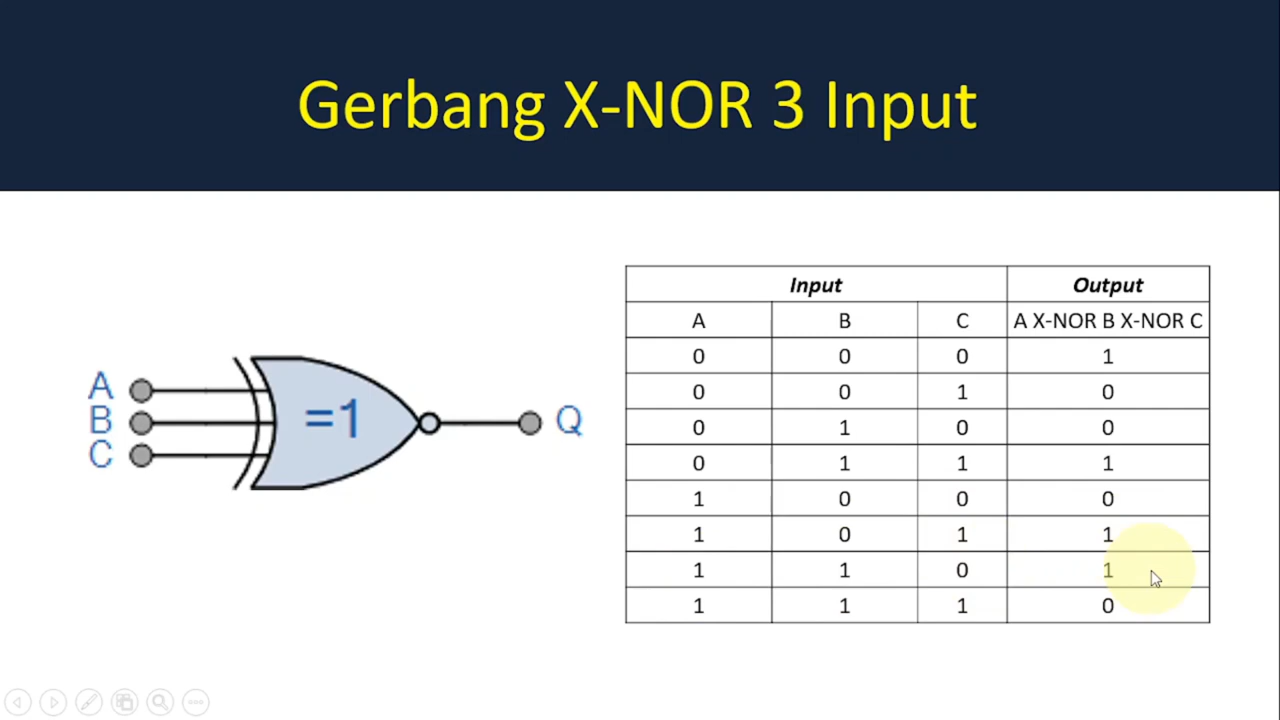 Gerbang X-NOR 3 Input
A
B
C
=1
Q
Input Output
A B C A X-NOR B X-NOR C
0 0 0 1
0 0 1 0
0 1 0 0
0 1 1 1
1 0 0 0
1 0 1 1
1 1 0 1
1 1 1 0